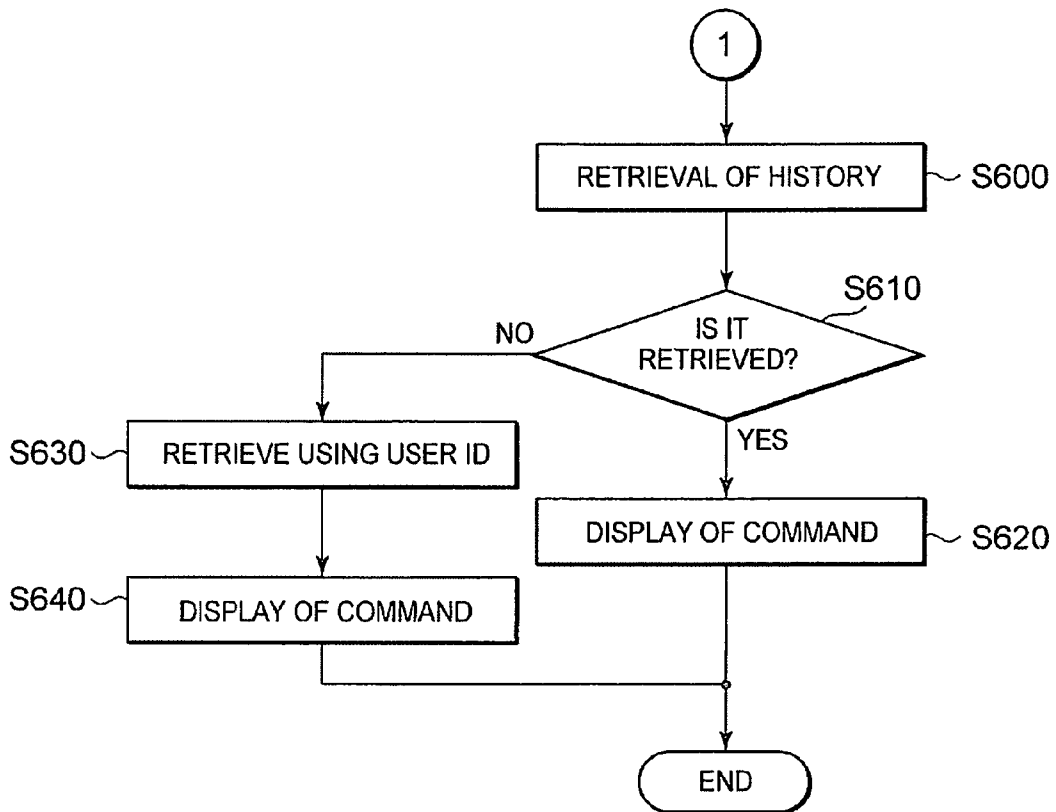 1
RETRIEVAL OF HISTORY
S600
S610
IS IT
RETRIEVED?
NO
YES
S630
RETRIEVE USING USER ID
DISPLAY OF COMMAND
S620
S640
DISPLAY OF COMMAND
END